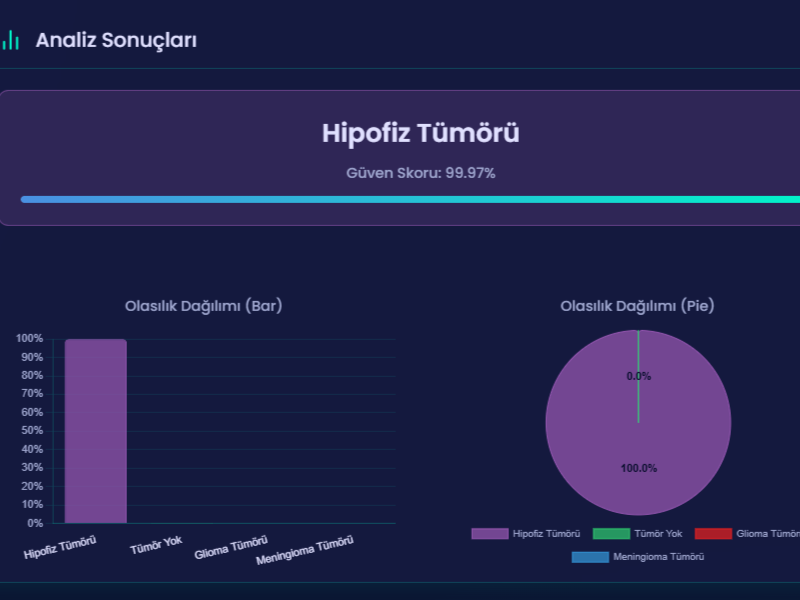 Analiz Sonuçları
Hipofiz Tümörü
Güven Skoru: 99.97%
Olasılık Dağılımı (Bar)
100%
90%
80%
70%
60%
50%
40%
30%
20%
10%
0%
Hipofiz Tümörü
Tümör Yok
Glioma Tümörü
Meningioma Tümörü
Olasılık Dağılımı (Pie)
0.0%
100.0%
Hipofiz Tümörü Tümör Yok Glioma Tümörü
Meningioma Tümörü